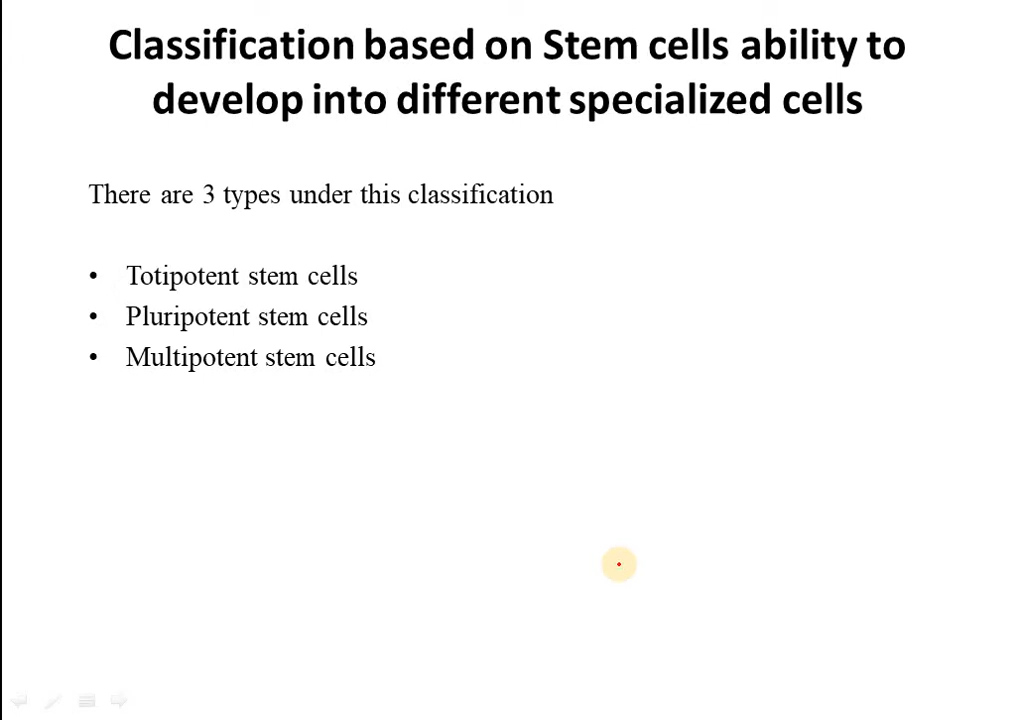 Classification based on Stem cells ability to
develop into different specialized cells
There are 3 types under this classification
• Totipotent stem cells
• Pluripotent stem cells
• Multipotent stem cells